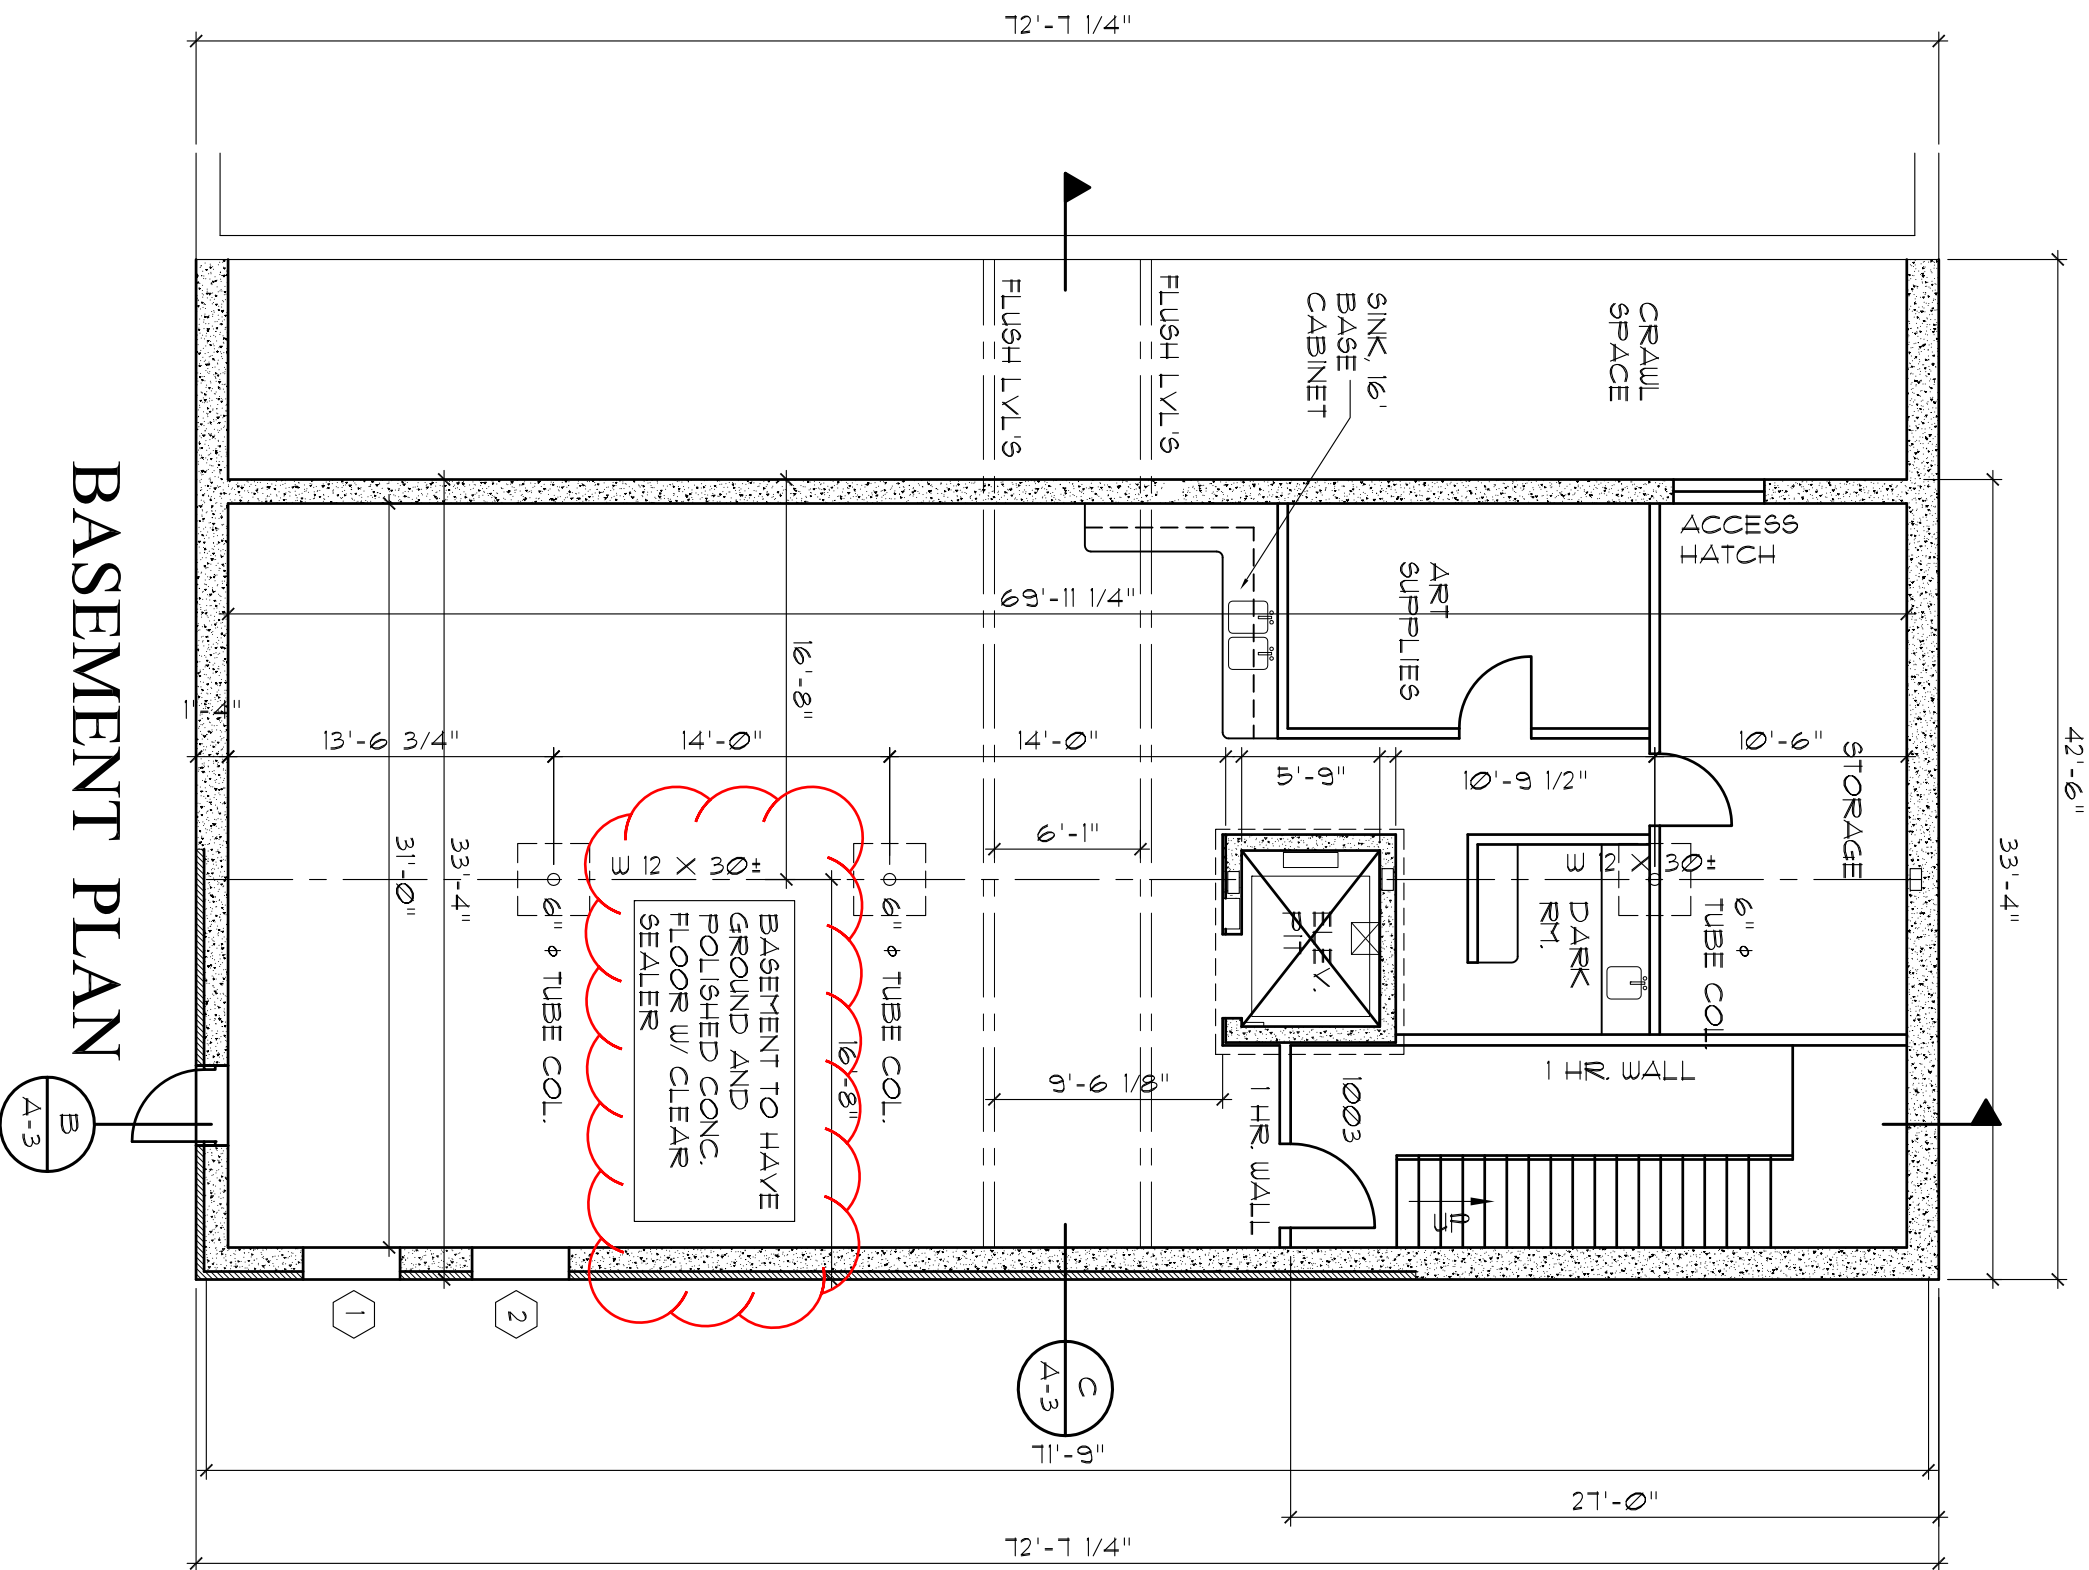 72'-7 1/4"
FLUSH LVL'S
FLUSH LVL'S
SINK, 16'
BASE
CABINET
CRAWL
SPACE
42'-6"
33'-4"
ACCESS
HATCH
ART
SUPPLIES
69'-11 1/4"
16'-8"
1'-4"
13'-6 3/4"
14'-0"
14'-0"
5'-9"
10'-9 1/2"
10'-6"
STORAGE
6'-1"
31'-0"
33'-4"
W 12 X 30±
W 12 X 30±
6" φ TUBE COL.
6" φ TUBE COL.
6" φ
TUBE COL.
ELEV.
PIT
DARK
RM.
BASEMENT TO HAVE
GROUND AND
POLISHED CONC.
FLOOR W/ CLEAR
SEALER
16'-8"
9'-6 1/8"
1 HR. WALL
1 HR. WALL
1003
UP
BASEMENT PLAN
B
A-3
1
2
C
A-3
71'-9"
27'-0"
72'-7 1/4"